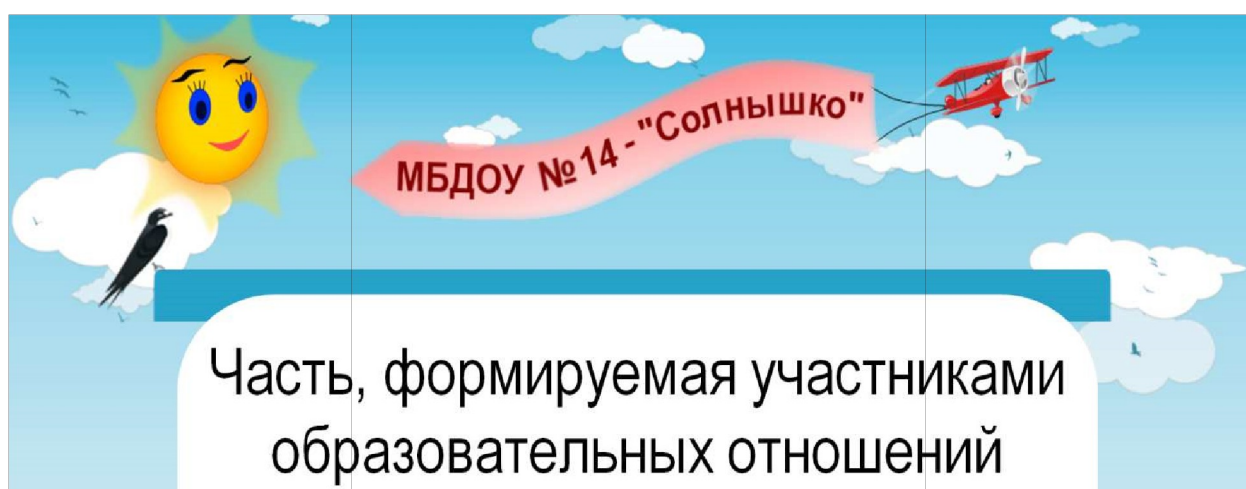 МБДОУ №14 - "Солнышко"
Часть, формируемая участниками
образовательных отношений